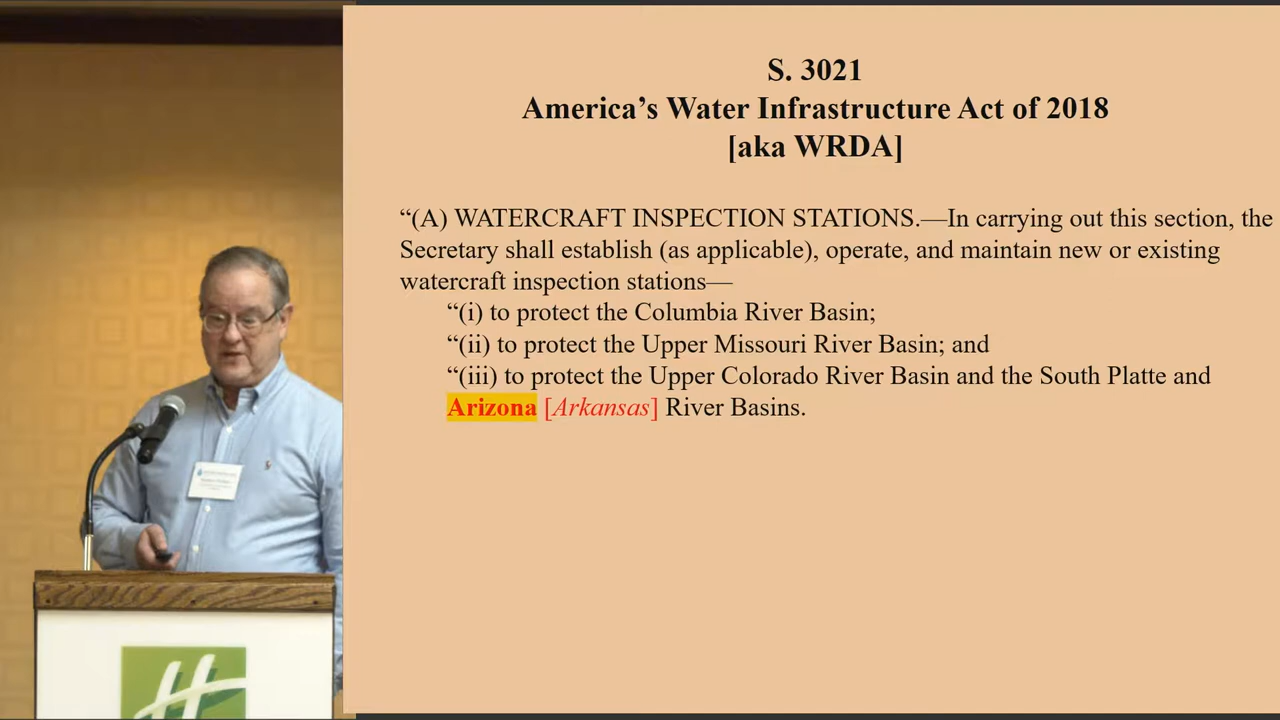 S. 3021
America’s Water Infrastructure Act of 2018
[aka WRDA]
“(A) WATERCRAFT INSPECTION STATIONS.—In carrying out this section, the
Secretary shall establish (as applicable), operate, and maintain new or existing
watercraft inspection stations—
“(i) to protect the Columbia River Basin;
“(ii) to protect the Upper Missouri River Basin; and
“(iii) to protect the Upper Colorado River Basin and the South Platte and
Arizona [Arkansas] River Basins.
H